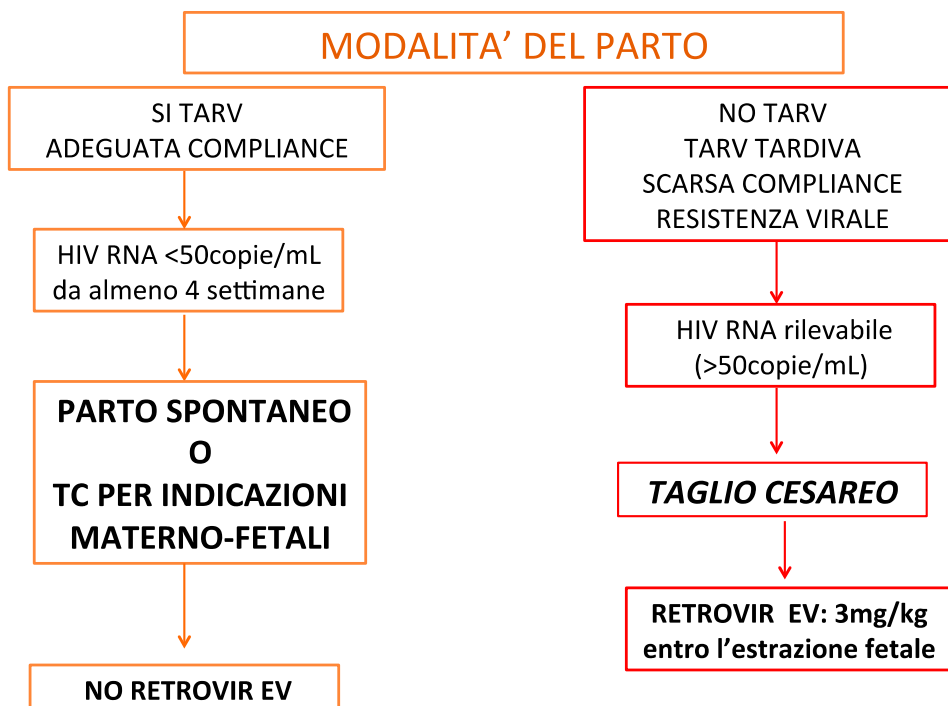 MODALITA’ DEL PARTO
SI TARV
ADEGUATA COMPLIANCE
HIV RNA <50copie/mL
da almeno 4 settimane
PARTO SPONTANEO
O
TC PER INDICAZIONI
MATERNO-FETALI
NO RETROVIR EV
NO TARV
TARV TARDIVA
SCARSA COMPLIANCE
RESISTENZA VIRALE
HIV RNA rilevabile
(>50copie/mL)
TAGLIO CESAREO
RETROVIR EV: 3mg/kg
entro l’estrazione fetale